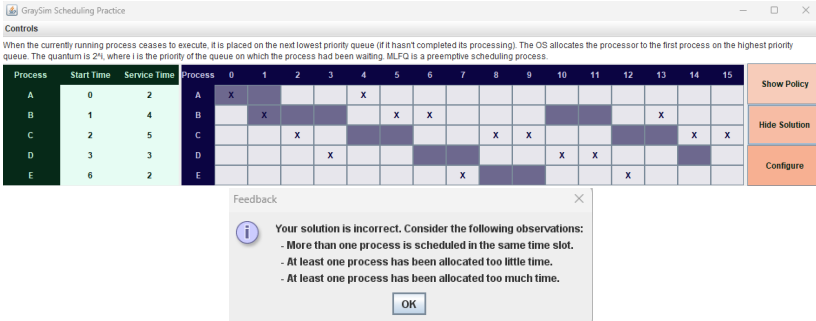 GraySim Scheduling Practice
Controls
When the currently running process ceases to execute, it is placed on the next lowest priority queue (if it hasn't completed its processing). The OS allocates the processor to the first process on the highest priority
queue. The quantum is 2^i, where i is the priority of the queue on which the process had been waiting. MLFQ is a preemptive scheduling process.
Process Start Time Service Time Process 0 1 2 3 4 5 6 7 8 9 10 11 12 13 14 15
A 0 2 A X X
B 1 4 B X X X X
C 2 5 C X X X X X
D 3 3 D X X X
E 6 2 E X X
Show Policy
Hide Solution
Configure
Feedback
Your solution is incorrect. Consider the following observations:
- More than one process is scheduled in the same time slot.
- At least one process has been allocated too little time.
- At least one process has been allocated too much time.
OK